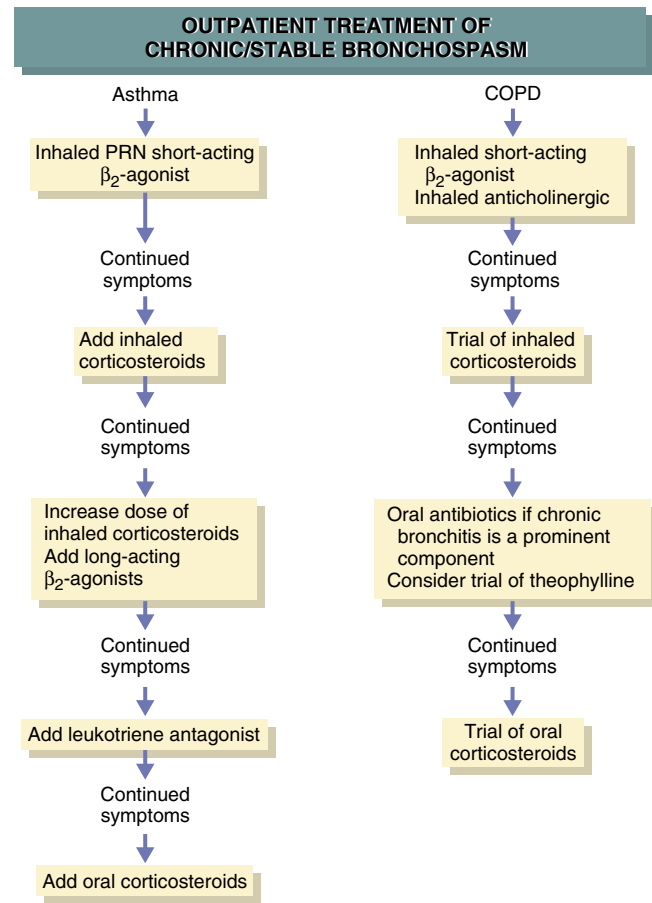 OUTPATIENT TREATMENT OF
CHRONIC/STABLE BRONCHOSPASM
Asthma
Inhaled PRN short-acting
β2-agonist
Continued
symptoms
Add inhaled
corticosteroids
Continued
symptoms
Increase dose of
inhaled corticosteroids
Add long-acting
β2-agonists
Continued
symptoms
Add leukotriene antagonist
Continued
symptoms
Add oral corticosteroids
COPD
Inhaled short-acting
β2-agonist
Inhaled anticholinergic
Continued
symptoms
Trial of inhaled
corticosteroids
Continued
symptoms
Oral antibiotics if chronic
bronchitis is a prominent
component
Consider trial of theophylline
Continued
symptoms
Trial of oral
corticosteroids